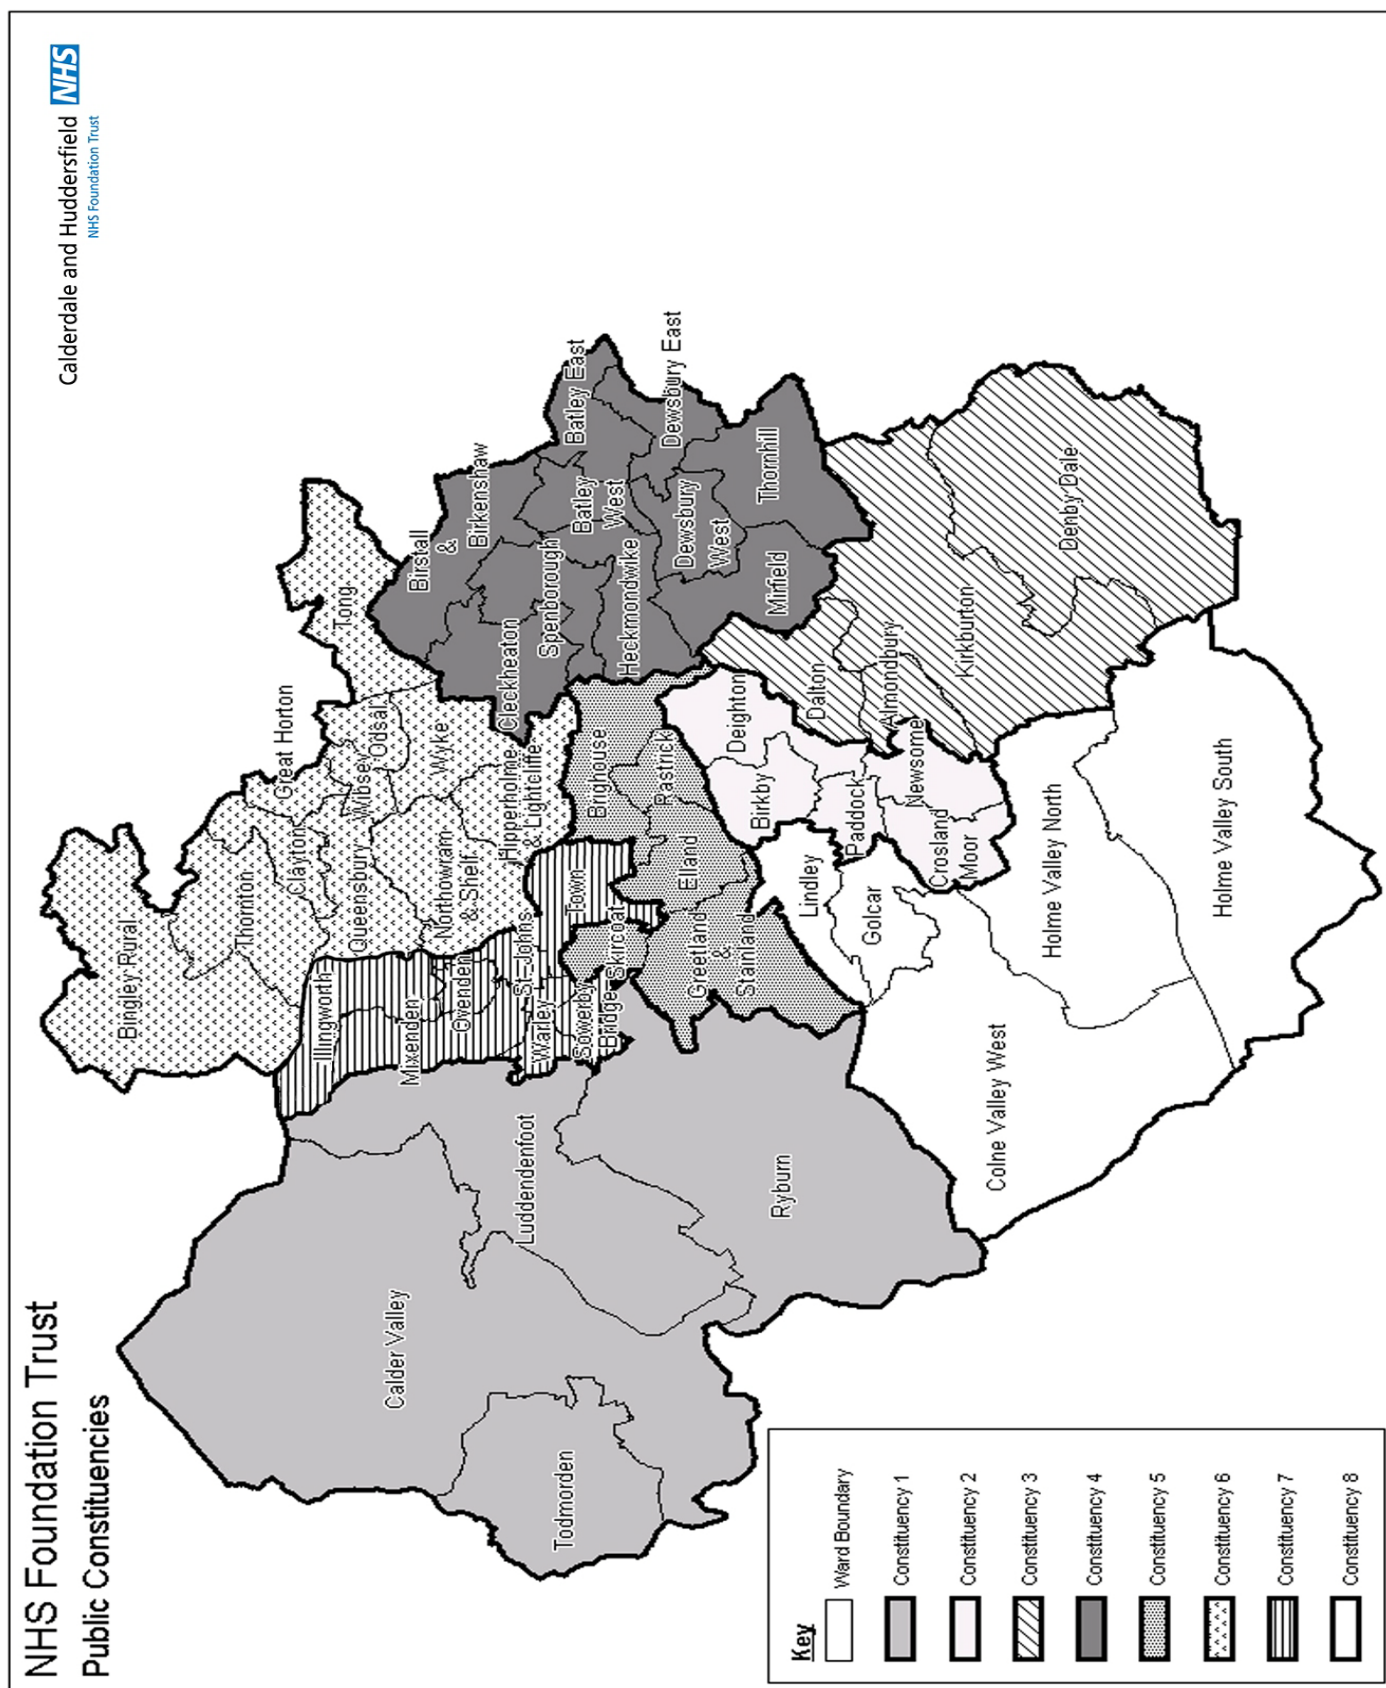 NHS Foundation Trust
Public Constituencies
Calderdale and Huddersfield NHS
NHS Foundation Trust
Bingley Rural
Thornton
Clayton
Great Horton
Queensbury
Wibsey
Odsal
Tong
Northowram
& Shelf
Wyke
Hipperholme
& Lightcliffe
Illingworth
Mixenden
Ovenden
St. Johns
Warley
Town
Sowerby
Bridge
Skircoat
Calder Valley
Luddendenfoot
Todmorden
Ryburn
Birstall
&
Birkenshaw
Cleckheaton
Spenborough
Heckmondwike
Batley East
Batley
West
Dewsbury East
Dewsbury
West
Mirfield
Thornhill
Brighouse
Rastrick
Elland
Greetland
&
Stainland
Deighton
Birkby
Paddock
Newsome
Crosland
Moor
Lindley
Golcar
Dalton
Almondbury
Kirkburton
Denby Dale
Colne Valley West
Holme Valley North
Holme Valley South
Key
Ward Boundary
Constituency 1
Constituency 2
Constituency 3
Constituency 4
Constituency 5
Constituency 6
Constituency 7
Constituency 8